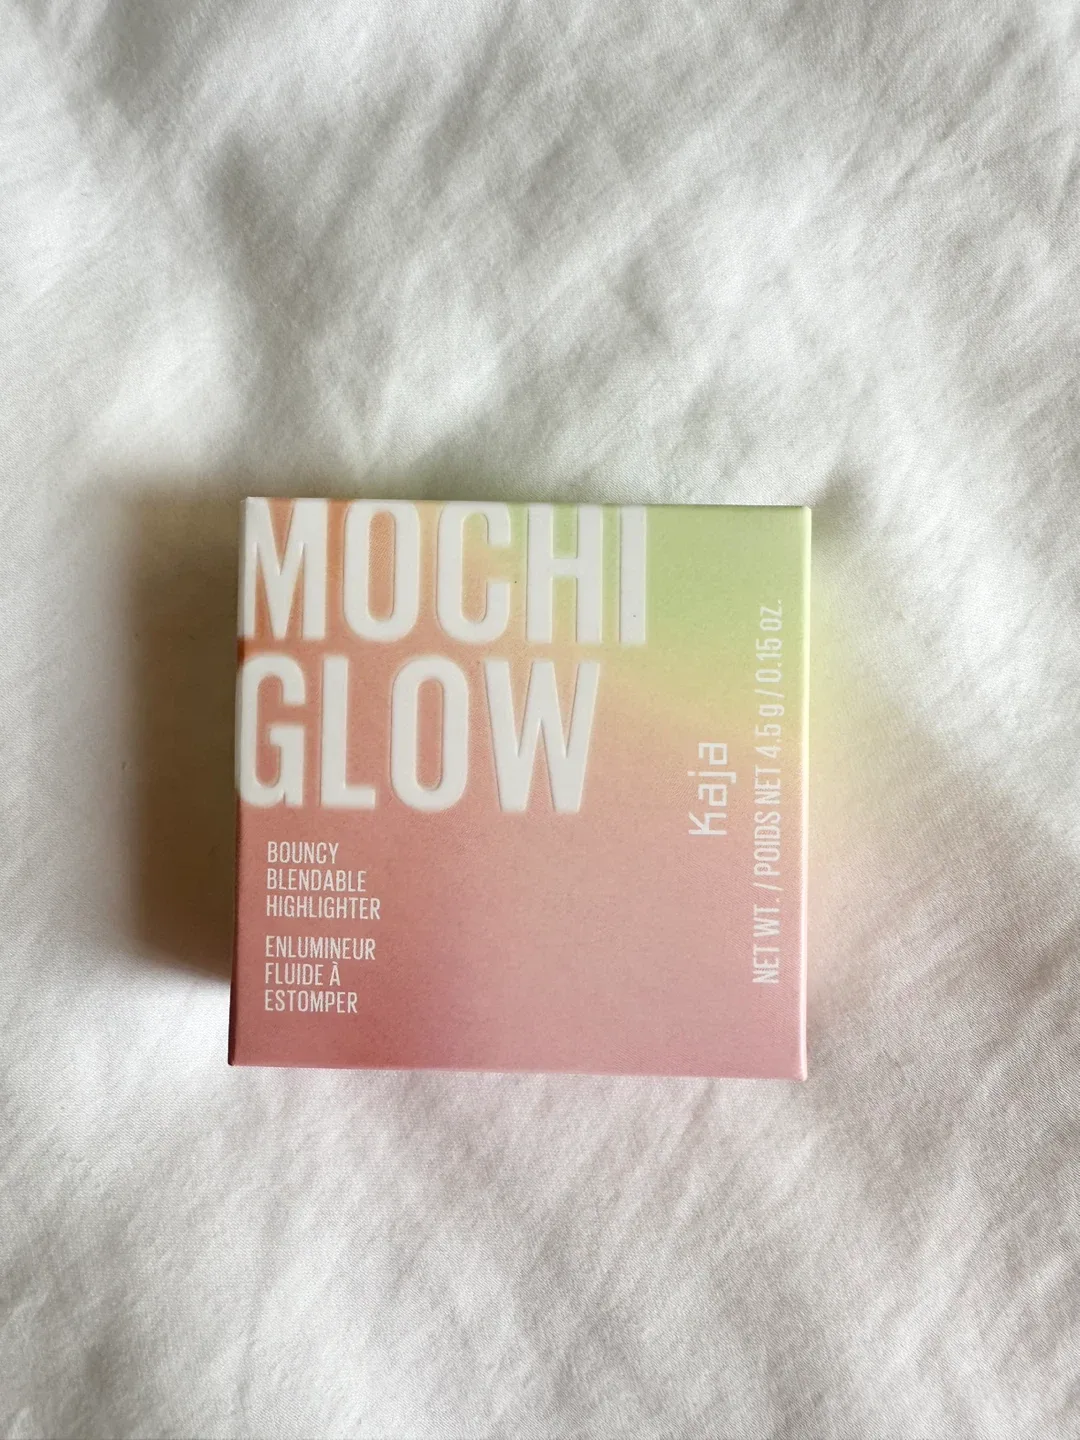 MOCHI
GLOW
BOUNCY
BLENDABLE
HIGHLIGHTER
ENLUMINEUR
FLUIDE À
ESTOMPER
Kaja
NET WT. / POIDS NET 4.5 g / 0.15 OZ.